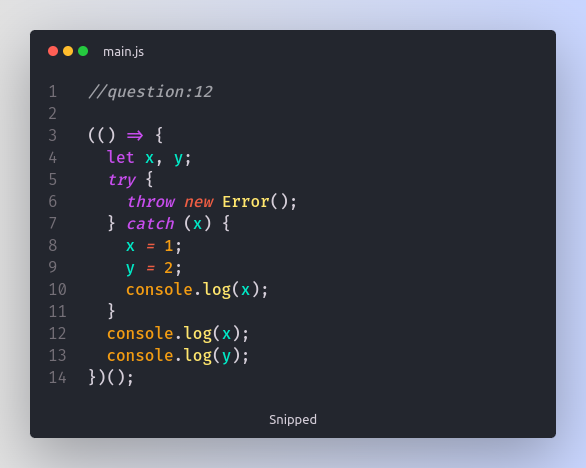 main.js
1 //question:12
2
3 (() => {
4   let x, y;
5   try {
6     throw new Error();
7   } catch (x) {
8     x = 1;
9     y = 2;
10     console.log(x);
11   }
12   console.log(x);
13   console.log(y);
14 })();
Snipped